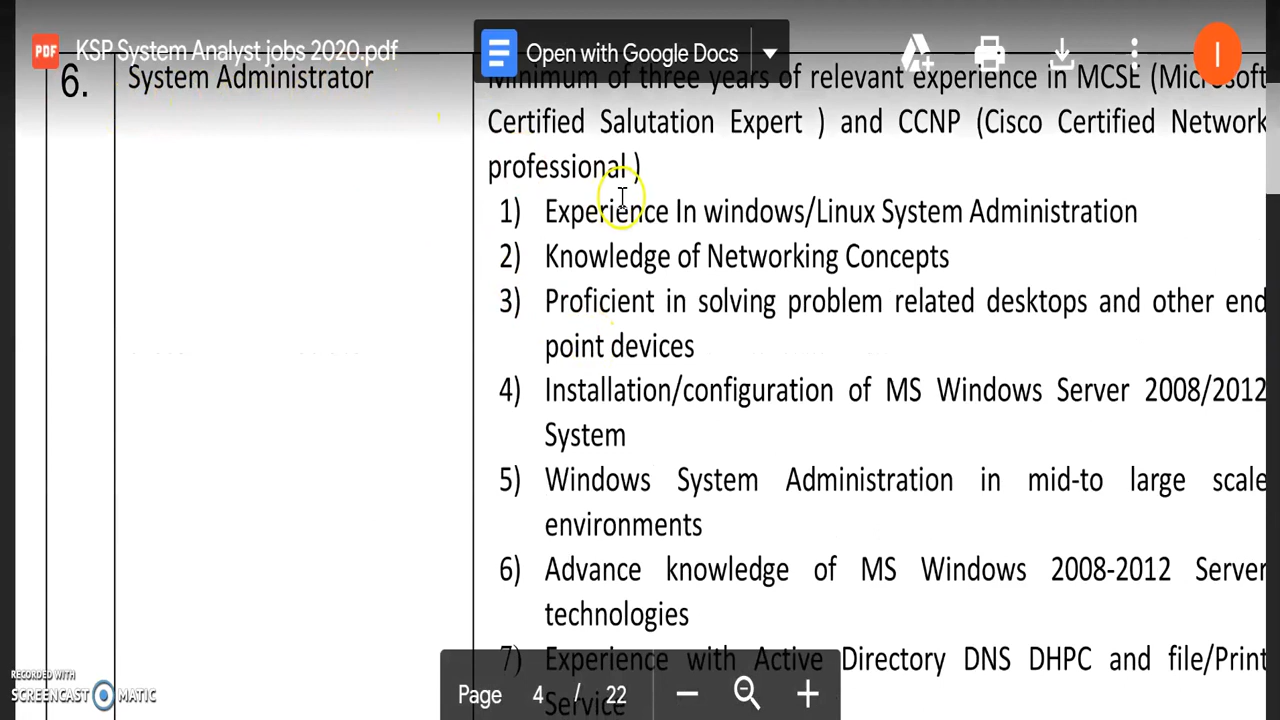 KSP System Analyst jobs 2020.pdf
Open with Google Docs
I
6. System Administrator
Minimum of three years of relevant experience in MCSE (Microsoft
Certified Salutation Expert ) and CCNP (Cisco Certified Network
professional )
1) Experience In windows/Linux System Administration
2) Knowledge of Networking Concepts
3) Proficient in solving problem related desktops and other end
point devices
4) Installation/configuration of MS Windows Server 2008/2012
System
5) Windows System Administration in mid-to large scale
environments
6) Advance knowledge of MS Windows 2008-2012 Server
technologies
7) Experience with Active Directory DNS DHPC and file/Print
Service
Page 4 / 22
RECORDED WITH
SCREENCAST MATIC
PDF